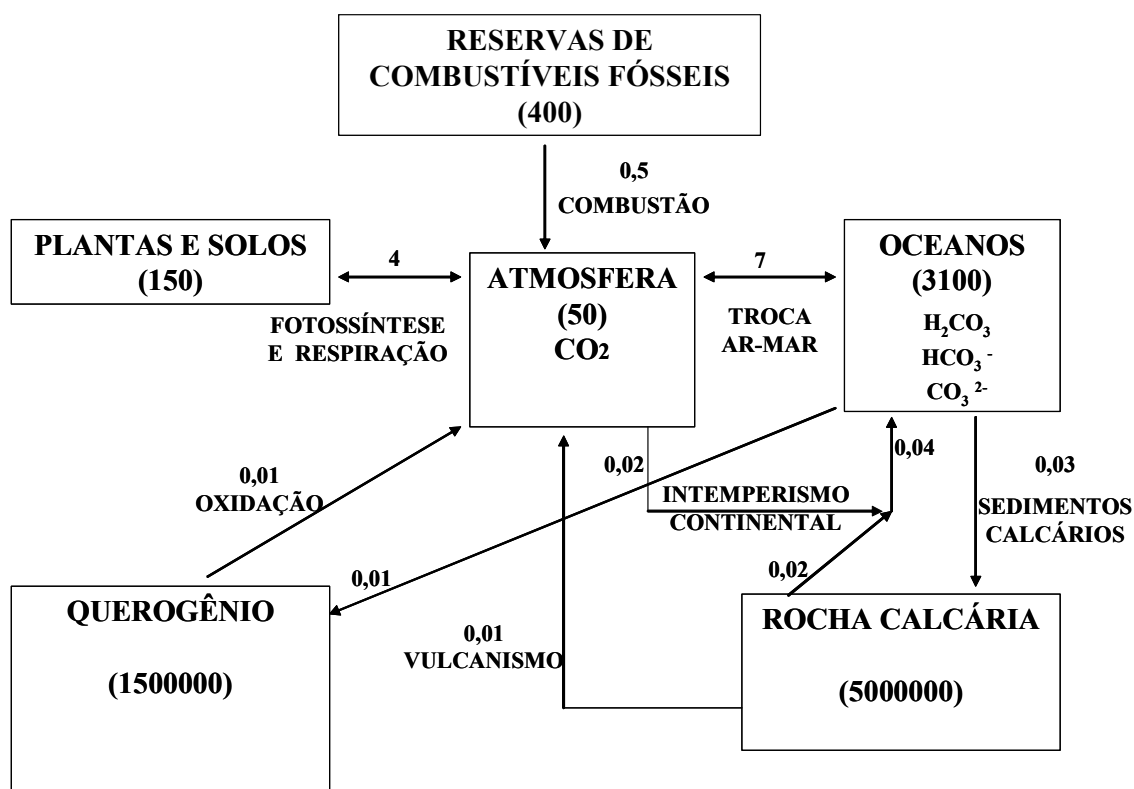 RESERVAS DE
COMBUSTÍVEIS FÓSSEIS
(400)
0,5
COMBUSTÃO
PLANTAS E SOLOS
(150)
4
FOTOSSÍNTESE
E RESPIRAÇÃO
ATMOSFERA
(50)
CO2
7
TROCA
AR-MAR
OCEANOS
(3100)
H₂CO₃
HCO₃⁻
CO₃²⁻
0,01
OXIDAÇÃO
0,02
INTEMPERISMO
CONTINENTAL
0,04
0,03
SEDIMENTOS
CALCÁRIOS
0,01
0,02
QUEROGÊNIO
(1500000)
0,01
VULCANISMO
ROCHA CALCÁRIA
(5000000)